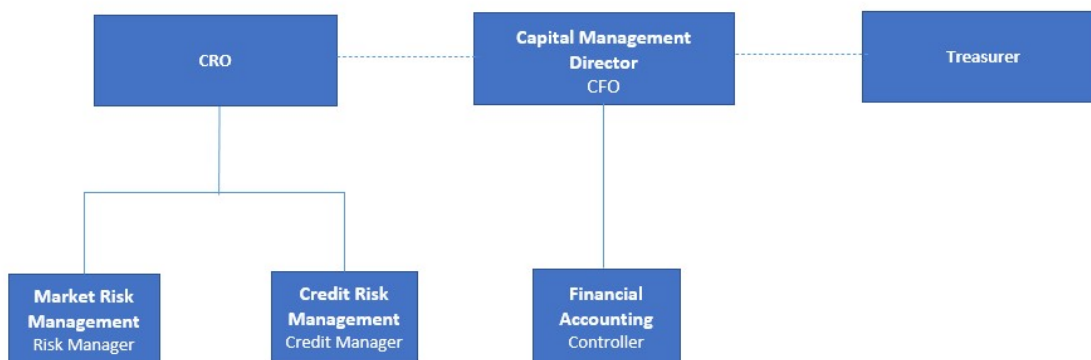 CRO
Capital Management
Director
CFO
Treasurer
Market Risk
Management
Risk Manager
Credit Risk
Management
Credit Manager
Financial
Accounting
Controller